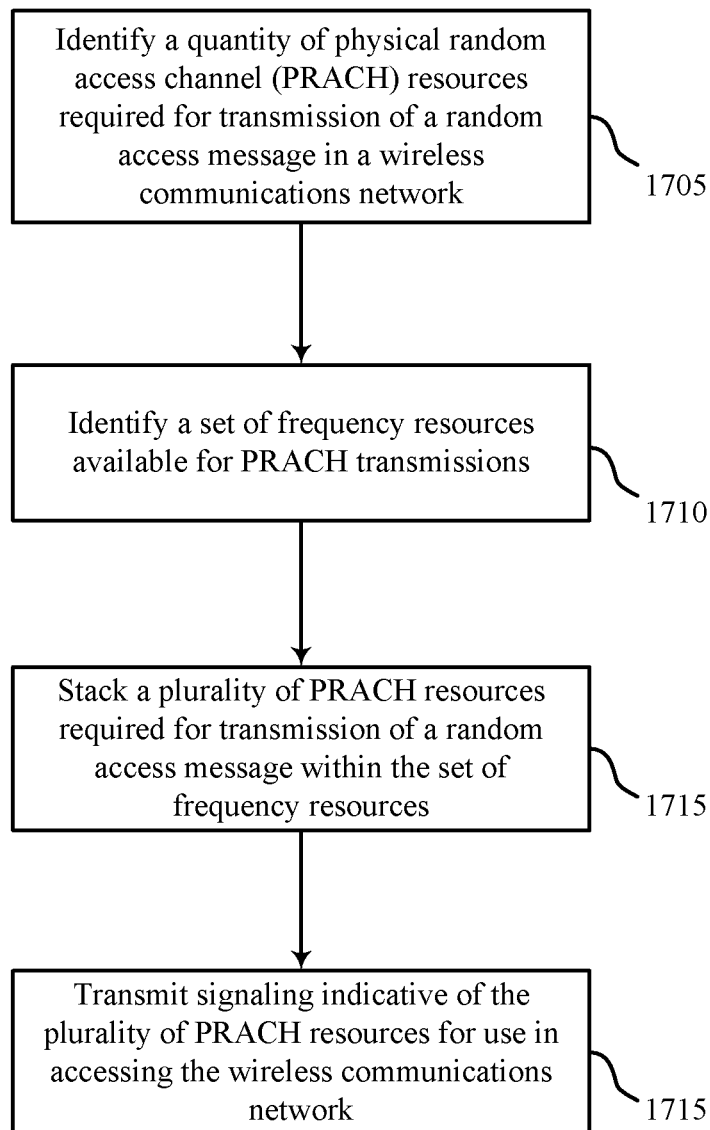 Identify a quantity of physical random
access channel (PRACH) resources
required for transmission of a random
access message in a wireless
communications network
1705
Identify a set of frequency resources
available for PRACH transmissions
1710
Stack a plurality of PRACH resources
required for transmission of a random
access message within the set of
frequency resources
1715
Transmit signaling indicative of the
plurality of PRACH resources for use in
accessing the wireless communications
network
1715